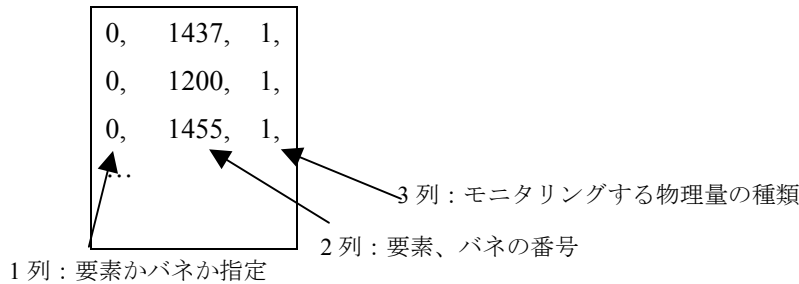 0, 1437, 1,
0, 1200, 1,
0, 1455, 1,
…
3 列：モニタリングする物理量の種類
2 列：要素、バネの番号
1 列：要素かバネか指定